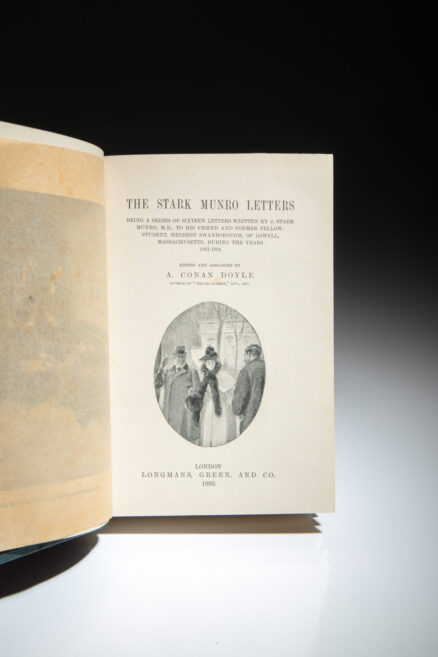 THE STARK MUNRO LETTERS
BEING A SERIES OF SIXTEEN LETTERS WRITTEN BY J. STARK
MUNRO, M.B., TO HIS FRIEND AND FORMER FELLOW-
STUDENT, HERBERT SWANBOROUGH, OF LOWELL,
MASSACHUSETTS, DURING THE YEARS
1881-1884
EDITED AND ARRANGED BY
A. CONAN DOYLE
AUTHOR OF "MICAH CLARKE," ETC., ETC.
LONDON
LONGMANS, GREEN, AND CO.
1895